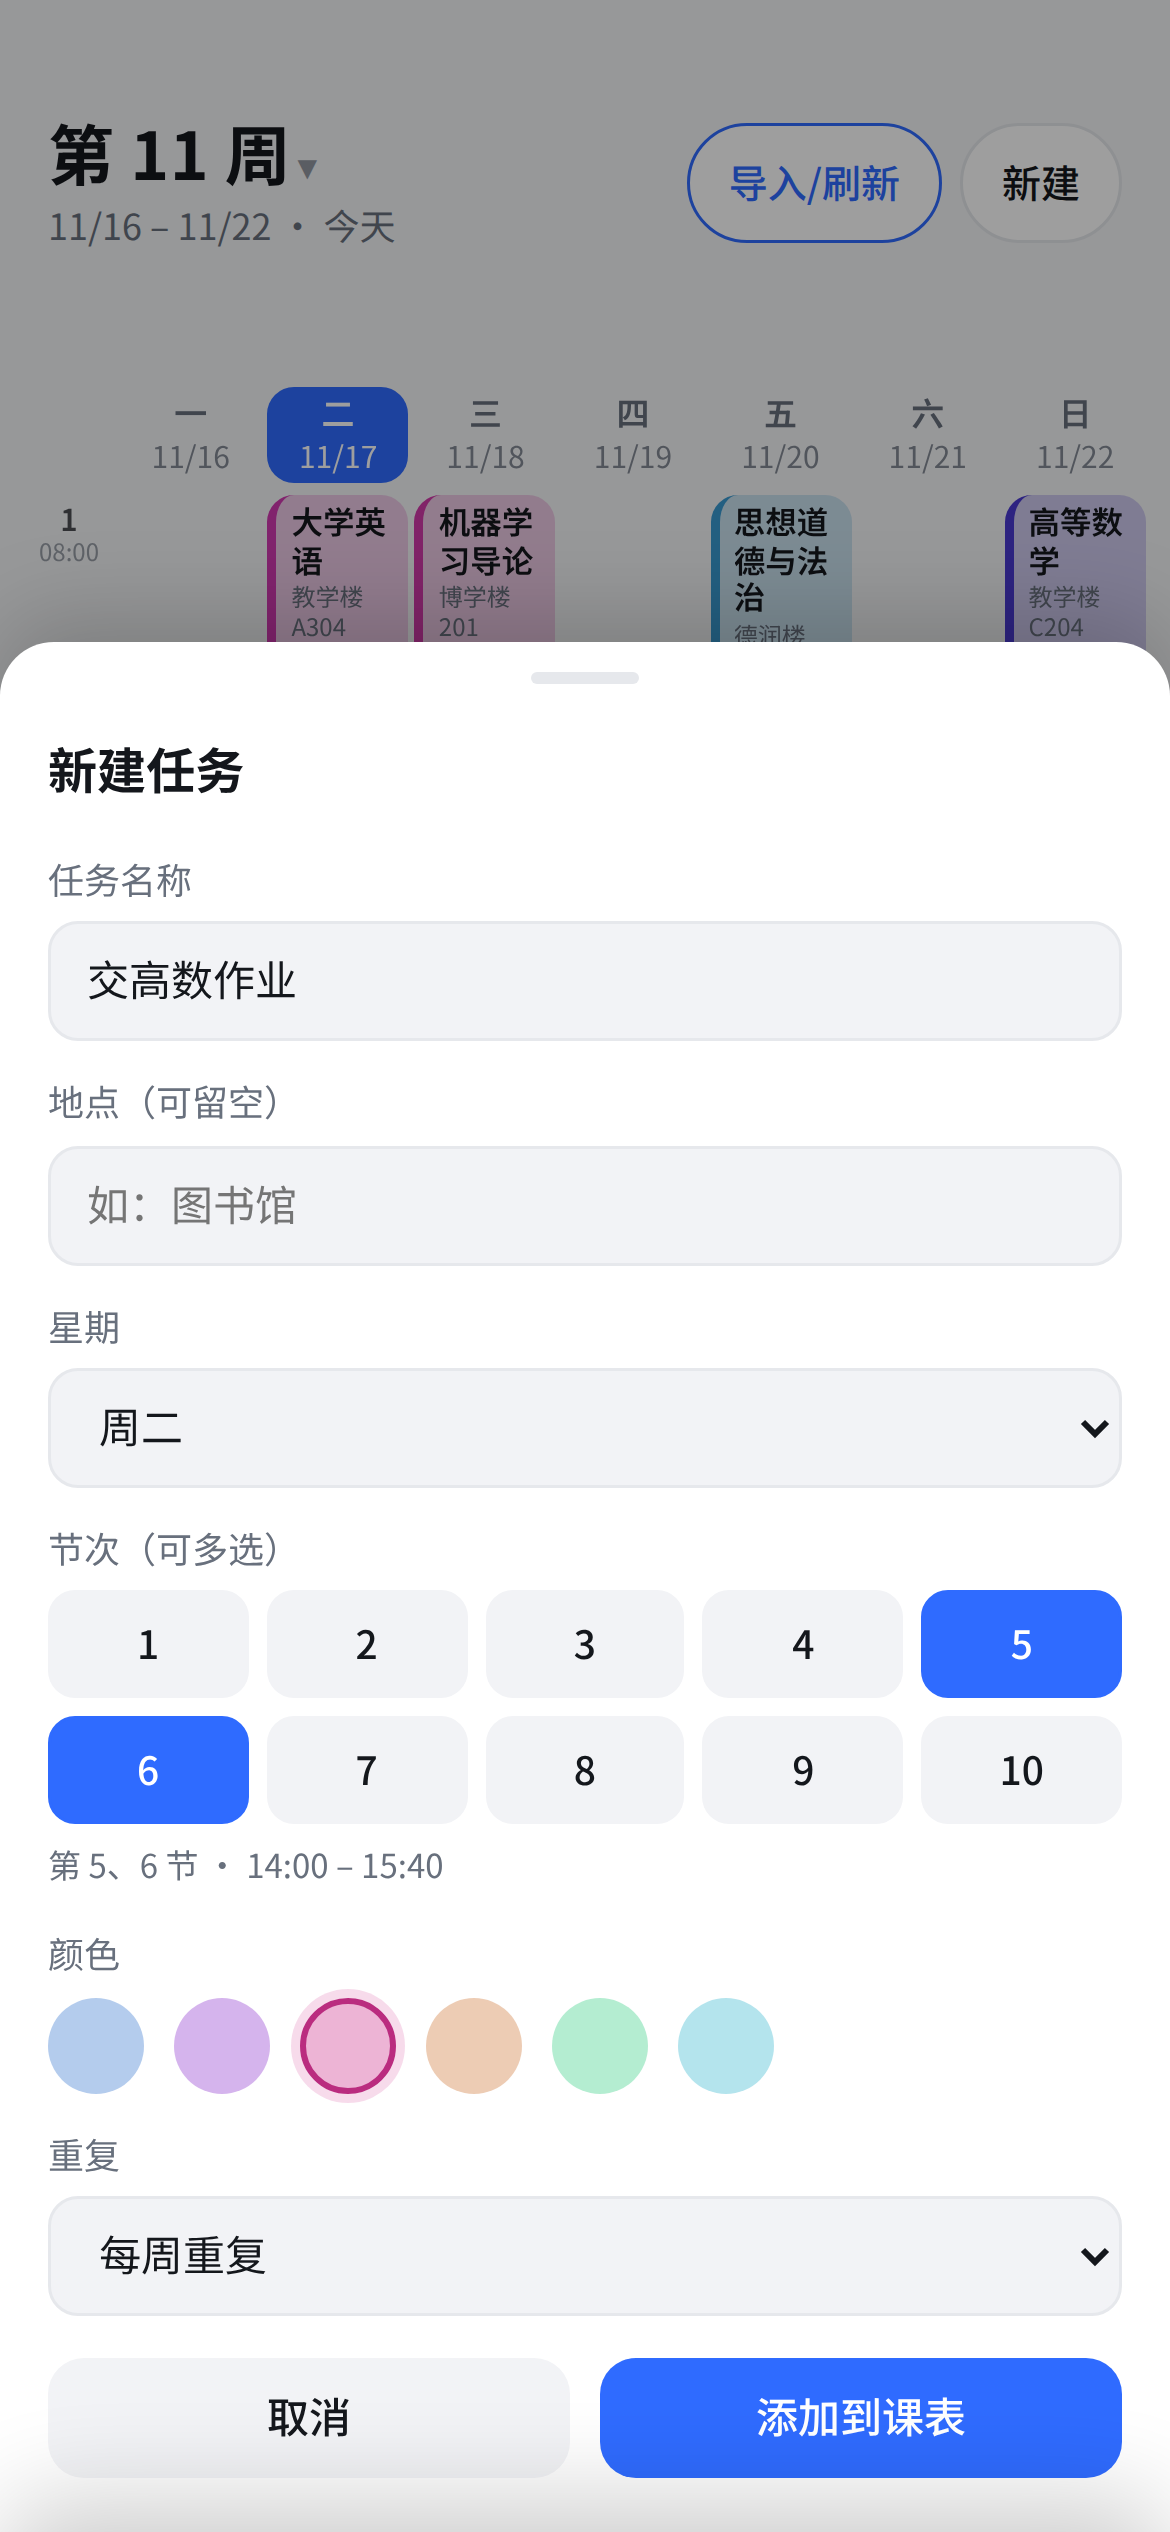 第 11 周 ▼
11/16 – 11/22 · 今天
导入/刷新
新建
一 二 三 四 五 六 日
11/16 11/17 11/18 11/19 11/20 11/21 11/22
1
08:00
大学英
语
教学楼
A304
机器学
习导论
博学楼
201
思想道
德与法
治
德润楼
高等数
学
教学楼
C204
新建任务
任务名称
交高数作业
地点（可留空）
如：图书馆
星期
周二
节次（可多选）
1 2 3 4 5
6 7 8 9 10
第 5、6 节 · 14:00 – 15:40
颜色
重复
每周重复
取消
添加到课表